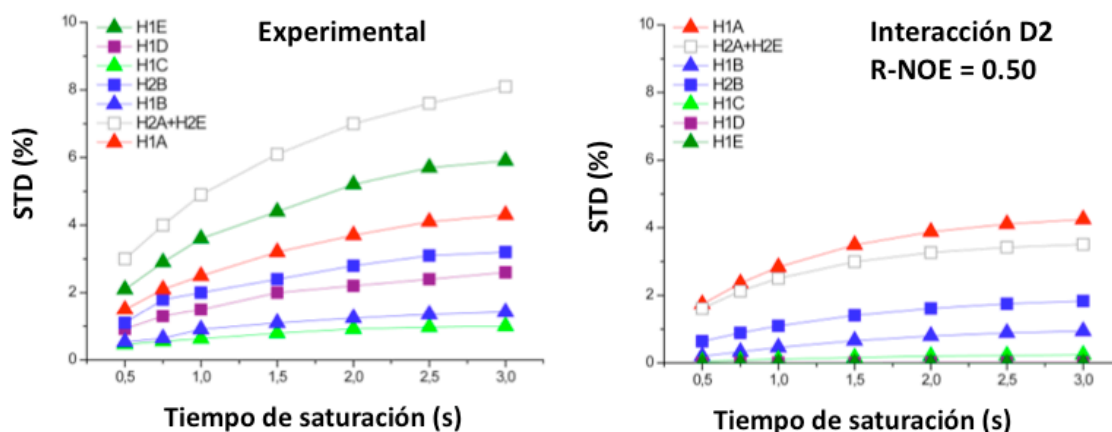 Experimental
H1E
H1D
H1C
H2B
H1B
H2A+H2E
H1A
STD (%)
10
8
6
4
2
0
0,5
1,0
1,5
2,0
2,5
3,0
Tiempo de saturación (s)
Interacción D2
R-NOE = 0.50
H1A
H2A+H2E
H1B
H2B
H1C
H1D
H1E
STD (%)
10
8
6
4
2
0
0,5
1,0
1,5
2,0
2,5
3,0
Tiempo de saturación (s)